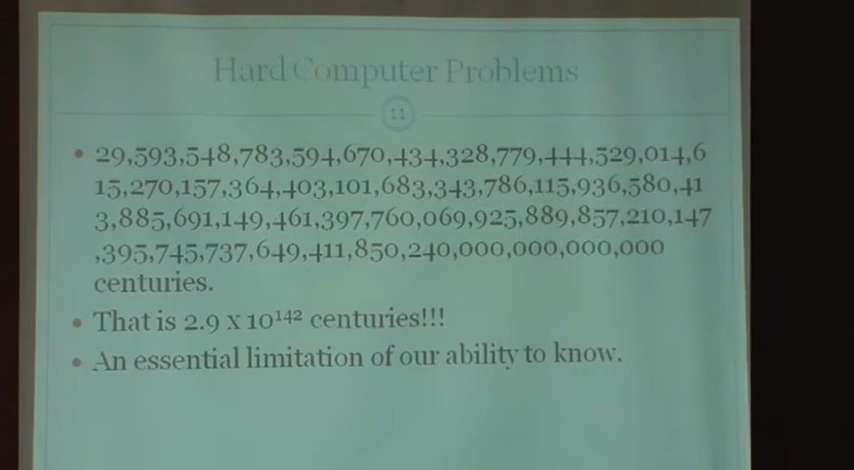 Hard Computer Problems
11
• 29,593,548,783,594,670,434,328,779,444,529,014,6
15,270,157,364,403,101,683,343,786,115,936,580,41
3,885,691,149,461,397,760,069,925,889,857,210,147
,395,745,737,649,411,850,240,000,000,000,000
centuries.
• That is 2.9 x 10¹⁴² centuries!!!
• An essential limitation of our ability to know.